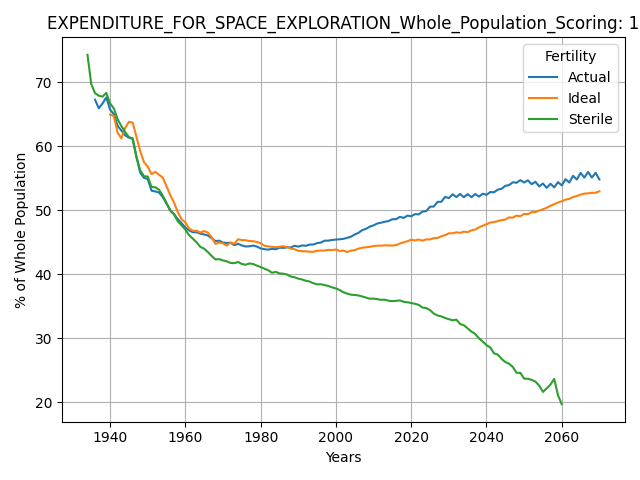 EXPENDITURE_FOR_SPACE_EXPLORATION_Whole_Population_Scoring: 1
Fertility
Actual
Ideal
Sterile
% of Whole Population
70
60
50
40
30
20
1940 1960 1980 2000 2020 2040 2060
Years